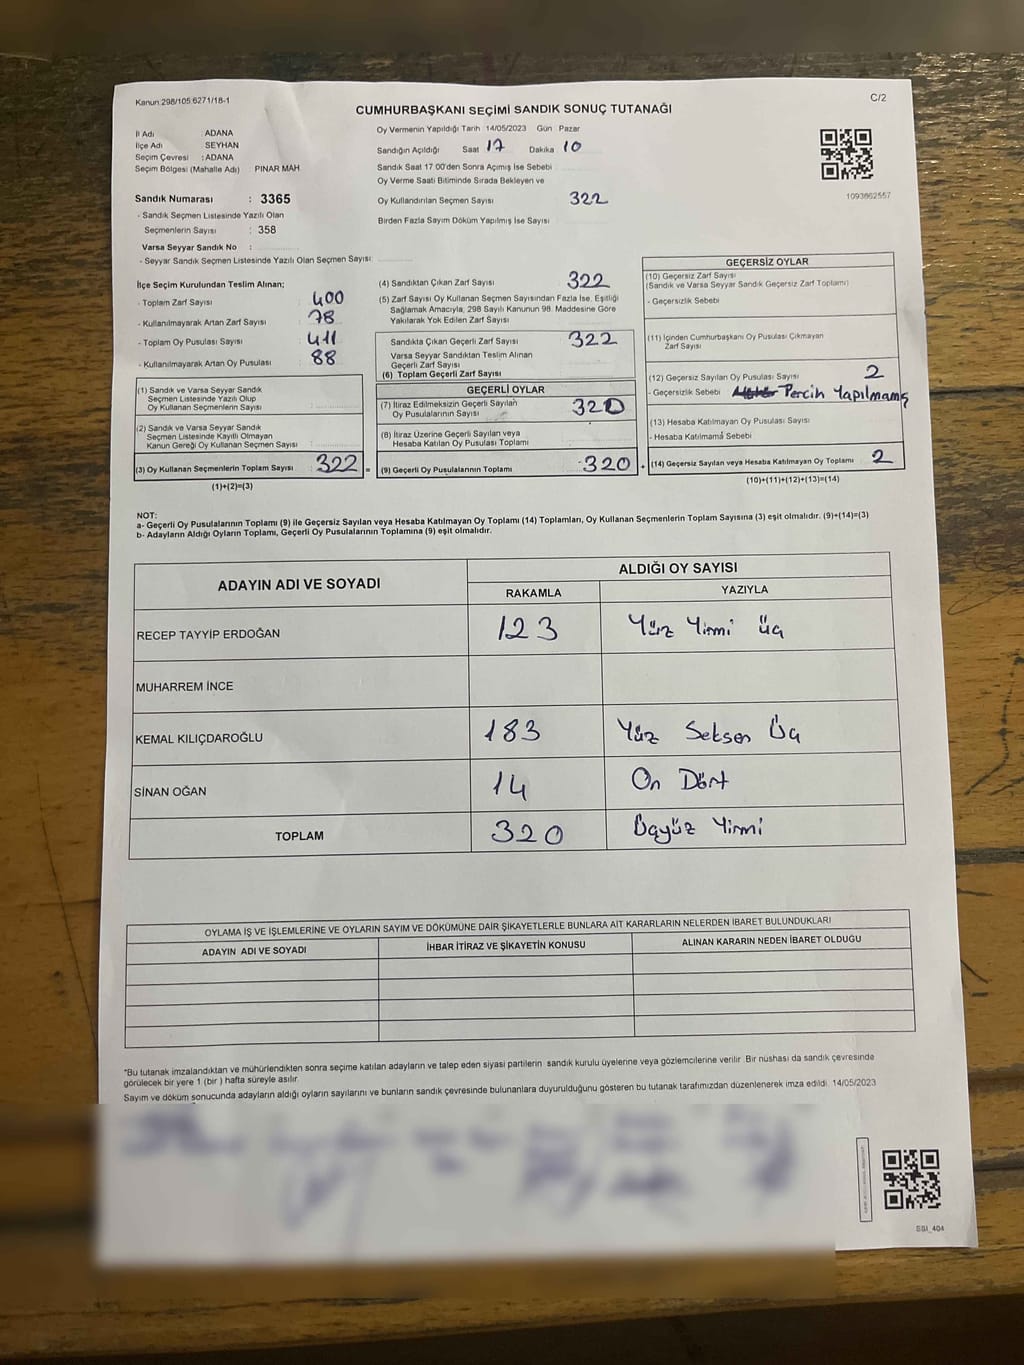 Kanun 298/105 6271/18-1
C/2
CUMHURBAŞKANI SEÇİMİ SANDIK SONUÇ TUTANAĞI
İl Adı : ADANA
İlçe Adı : SEYHAN
Seçim Çevresi : ADANA
Seçim Bölgesi (Mahalle Adı) PINAR MAH
Sandık Numarası : 3365
- Sandık Seçmen Listesinde Yazılı Olan
Seçmenlerin Sayısı : 358
Varsa Seyyar Sandık No :
- Seyyar Sandık Seçmen Listesinde Yazılı Olan Seçmen Sayısı:
Oy Vermenin Yapıldığı Tarih 14/05/2023 Gün Pazar
Sandığın Açıldığı Saat 17 Dakika 10
Sandık Saat 17 00'den Sonra Açımış İse Sebebi
Oy Verme Saati Bitiminde Sırada Bekleyen ve
Oy Kullandırılan Seçmen Sayısı 322
Birden Fazla Sayım Döküm Yapılmış İse Sayısı
1093862557
İlçe Seçim Kurulundan Teslim Alınan;
- Toplam Zarf Sayısı 400
- Kullanılmayarak Artan Zarf Sayısı 78
- Toplam Oy Pusulası Sayısı 411
- Kullanılmayarak Artan Oy Pusulası 88
(1) Sandık ve Varsa Seyyar Sandık
Seçmen Listesinde Yazılı Olup
Oy Kullanan Seçmenlerin Sayısı
(2) Sandık ve Varsa Seyyar Sandık
Seçmen Listesinde Kayıtlı Olmayan
Kanun Gereği Oy Kullanan Seçmen Sayısı
(3) Oy Kullanan Seçmenlerin Toplam Sayısı 322 =
(1)+(2)=(3)
(4) Sandıktan Çıkan Zarf Sayısı 322
(5) Zarf Sayısı Oy Kullanan Seçmen Sayısından Fazla İse, Eşitliği
Sağlamak Amacıyla, 298 Sayılı Kanunun 98. Maddesine Göre
Yakılarak Yok Edilen Zarf Sayısı
Sandıkta Çıkan Geçerli Zarf Sayısı 322
Varsa Seyyar Sandıktan Teslim Alınan
Geçerli Zarf Sayısı
(6) Toplam Geçerli Zarf Sayısı
GEÇERLİ OYLAR
(7) İtiraz Edilmeksizin Geçerli Sayılan
Oy Pusulalarının Sayısı 320
(8) İtiraz Üzerine Geçerli Sayılan veya
Hesaba Katılan Oy Pusulası Toplamı
(9) Geçerli Oy Pusulalarının Toplamı 320 +
GEÇERSİZ OYLAR
(10) Geçersiz Zarf Sayısı
(Sandık ve Varsa Seyyar Sandık Geçersiz Zarf Toplamı)
- Geçersizlik Sebebi
(11) İçinden Cumhurbaşkanı Oy Pusulası Çıkmayan
Zarf Sayısı
(12) Geçersiz Sayılan Oy Pusulası Sayısı 2
- Geçersizlik Sebebi Percih Yapılmamış
(13) Hesaba Katılmayan Oy Pusulası Sayısı
- Hesaba Katılmama Sebebi
(14) Geçersiz Sayılan veya Hesaba Katılmayan Oy Toplamı 2
(10)+(11)+(12)+(13)=(14)
NOT:
a- Geçerli Oy Pusulalarının Toplamı (9) ile Geçersiz Sayılan veya Hesaba Katılmayan Oy Toplamı (14) Toplamları, Oy Kullanan Seçmenlerin Toplam Sayısına (3) eşit olmalıdır. (9)+(14)=(3)
b- Adayların Aldığı Oyların Toplamı, Geçerli Oy Pusulalarının Toplamına (9) eşit olmalıdır.
ADAYIN ADI VE SOYADI
ALDIĞI OY SAYISI
RAKAMLA YAZIYLA
RECEP TAYYİP ERDOĞAN 123 Yüz Yirmi üç
MUHARREM İNCE
KEMAL KILIÇDAROĞLU 183 Yüz Seksen Üç
SİNAN OĞAN 14 On Dört
TOPLAM 320 Üçyüz Yirmi
OYLAMA İŞ VE İŞLEMLERİNE VE OYLARIN SAYIM VE DÖKÜMÜNE DAİR ŞİKAYETLERLE BUNLARA AİT KARARLARIN NELERDEN İBARET BULUNDUKLARI
ADAYIN ADI VE SOYADI İHBAR İTİRAZ VE ŞİKAYETİN KONUSU ALINAN KARARIN NEDEN İBARET OLDUĞU
*Bu tutanak imzalandıktan ve mühürlendikten sonra seçime katılan adayların ve talep eden siyasi partilerin sandık kurulu üyelerine veya gözlemcilerine verilir. Bir nüshası da sandık çevresinde
görülecek bir yere 1 (bir) hafta süreyle asılır.
Sayım ve döküm sonucunda adayların aldığı oyların sayılarını ve bunların sandık çevresinde bulunanlara duyurulduğunu gösteren bu tutanak tarafımızdan düzenlenerek imza edildi. 14/05/2023